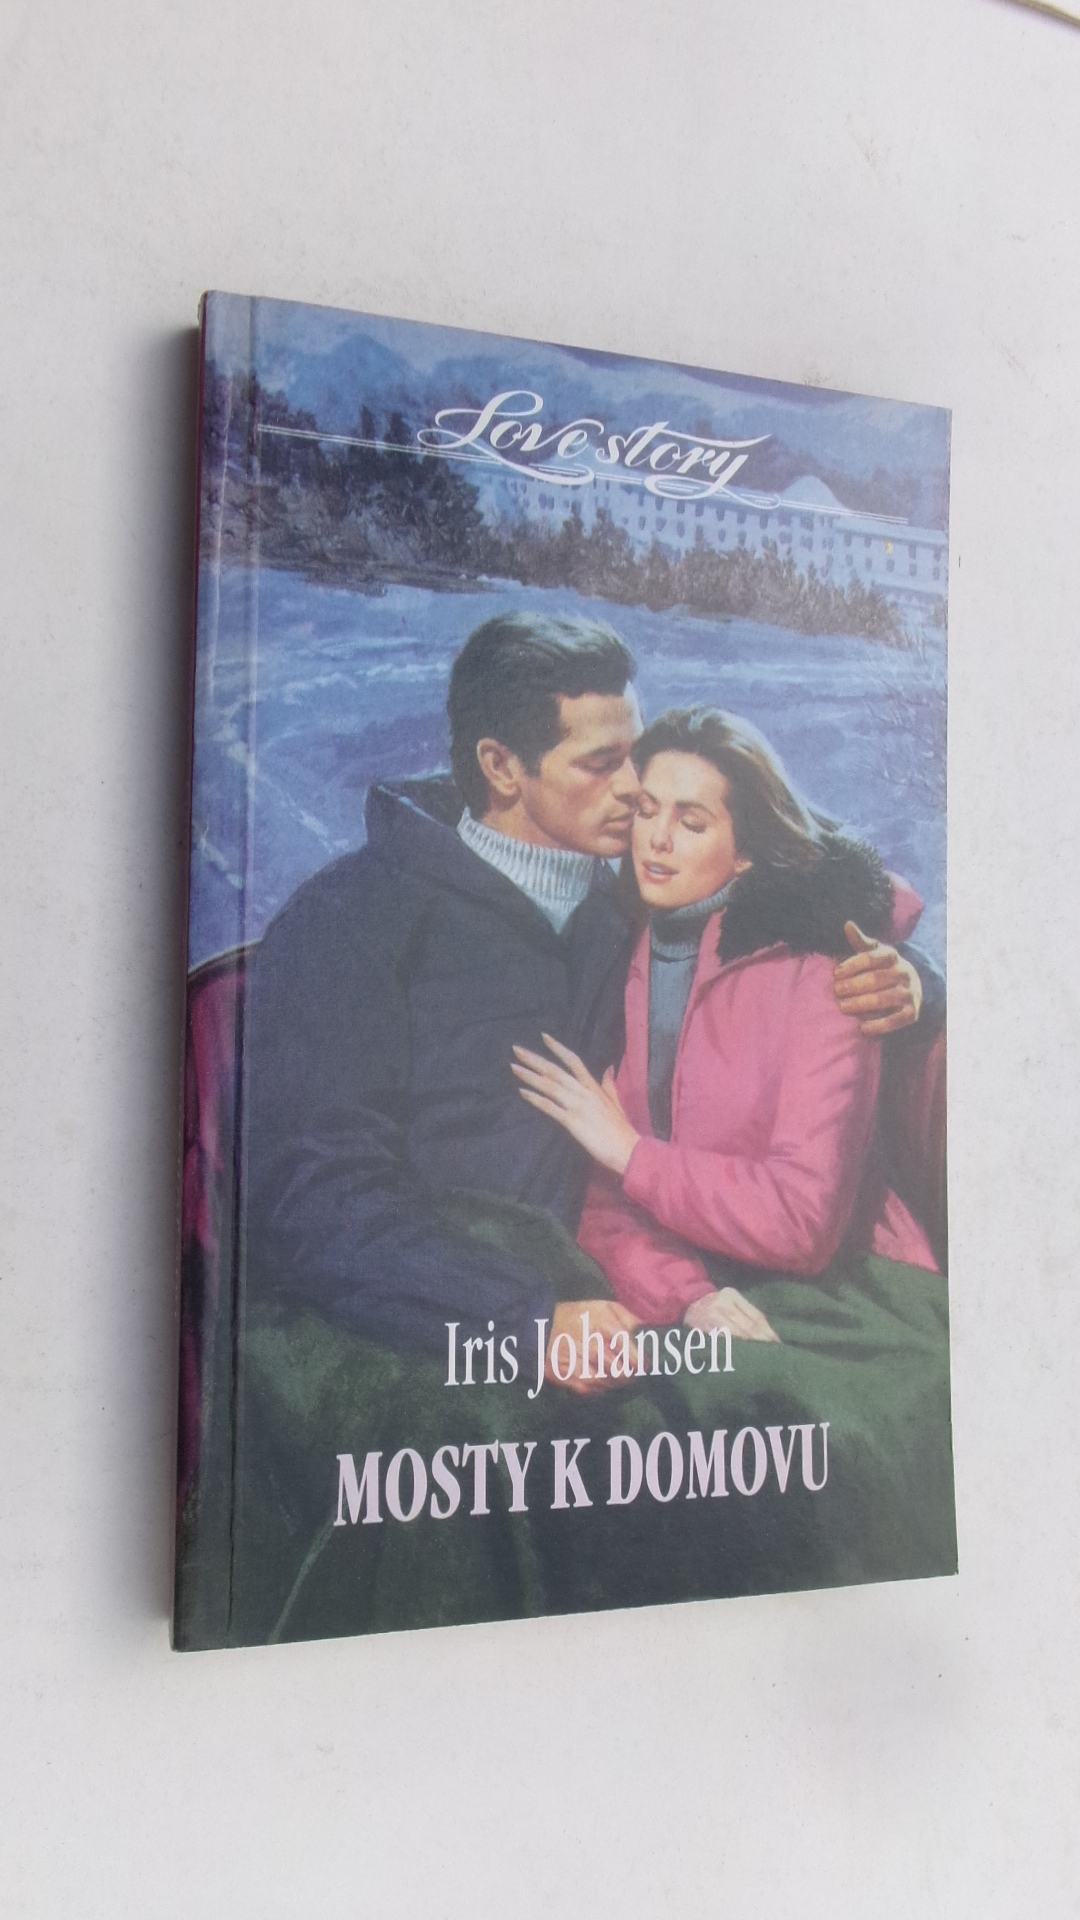 Love story
Iris Johansen
MOSTY K DOMOVU